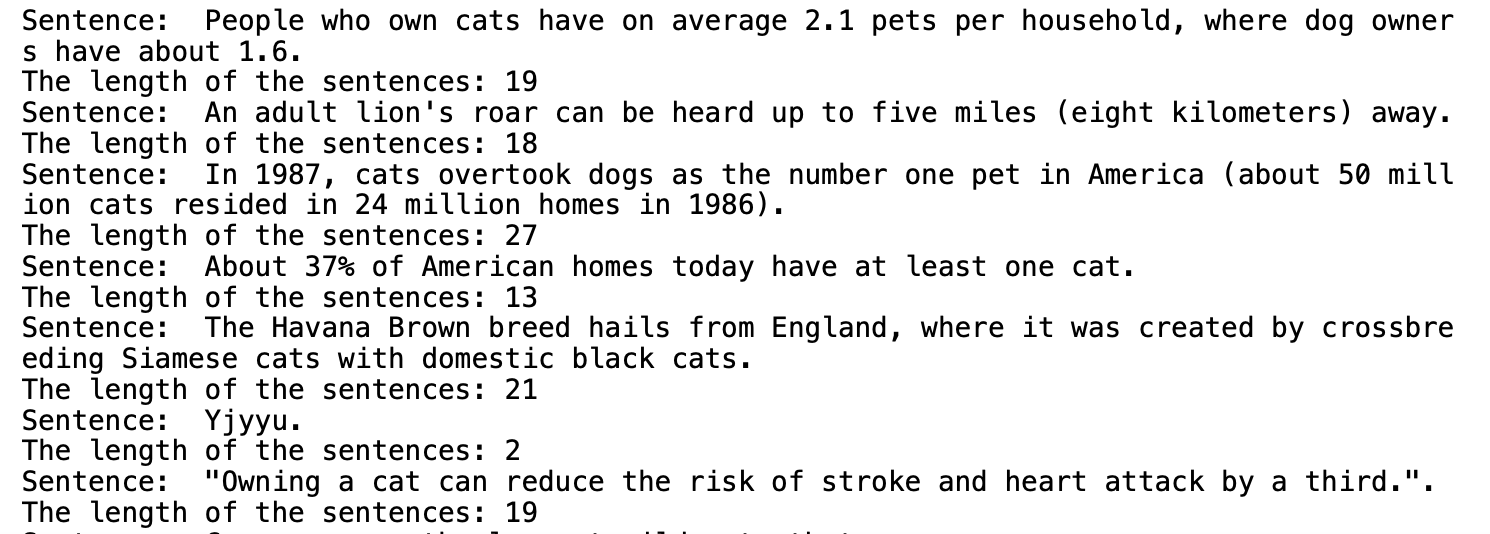 Sentence:  People who own cats have on average 2.1 pets per household, where dog owner
s have about 1.6.
The length of the sentences: 19
Sentence:  An adult lion's roar can be heard up to five miles (eight kilometers) away.
The length of the sentences: 18
Sentence:  In 1987, cats overtook dogs as the number one pet in America (about 50 mill
ion cats resided in 24 million homes in 1986).
The length of the sentences: 27
Sentence:  About 37% of American homes today have at least one cat.
The length of the sentences: 13
Sentence:  The Havana Brown breed hails from England, where it was created by crossbre
eding Siamese cats with domestic black cats.
The length of the sentences: 21
Sentence:  Yjyyu.
The length of the sentences: 2
Sentence:  "Owning a cat can reduce the risk of stroke and heart attack by a third.".
The length of the sentences: 19